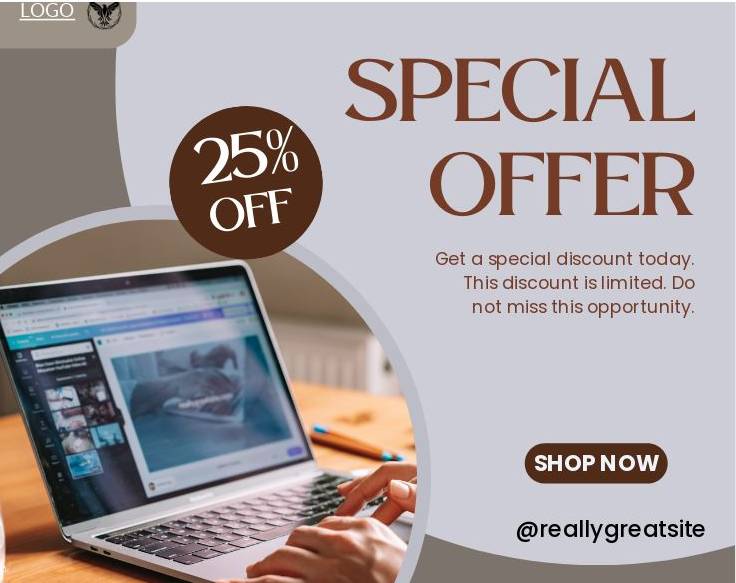 LOGO
SPECIAL
OFFER
25%
OFF
Get a special discount today.
This discount is limited. Do
not miss this opportunity.
SHOP NOW
@reallygreatsite